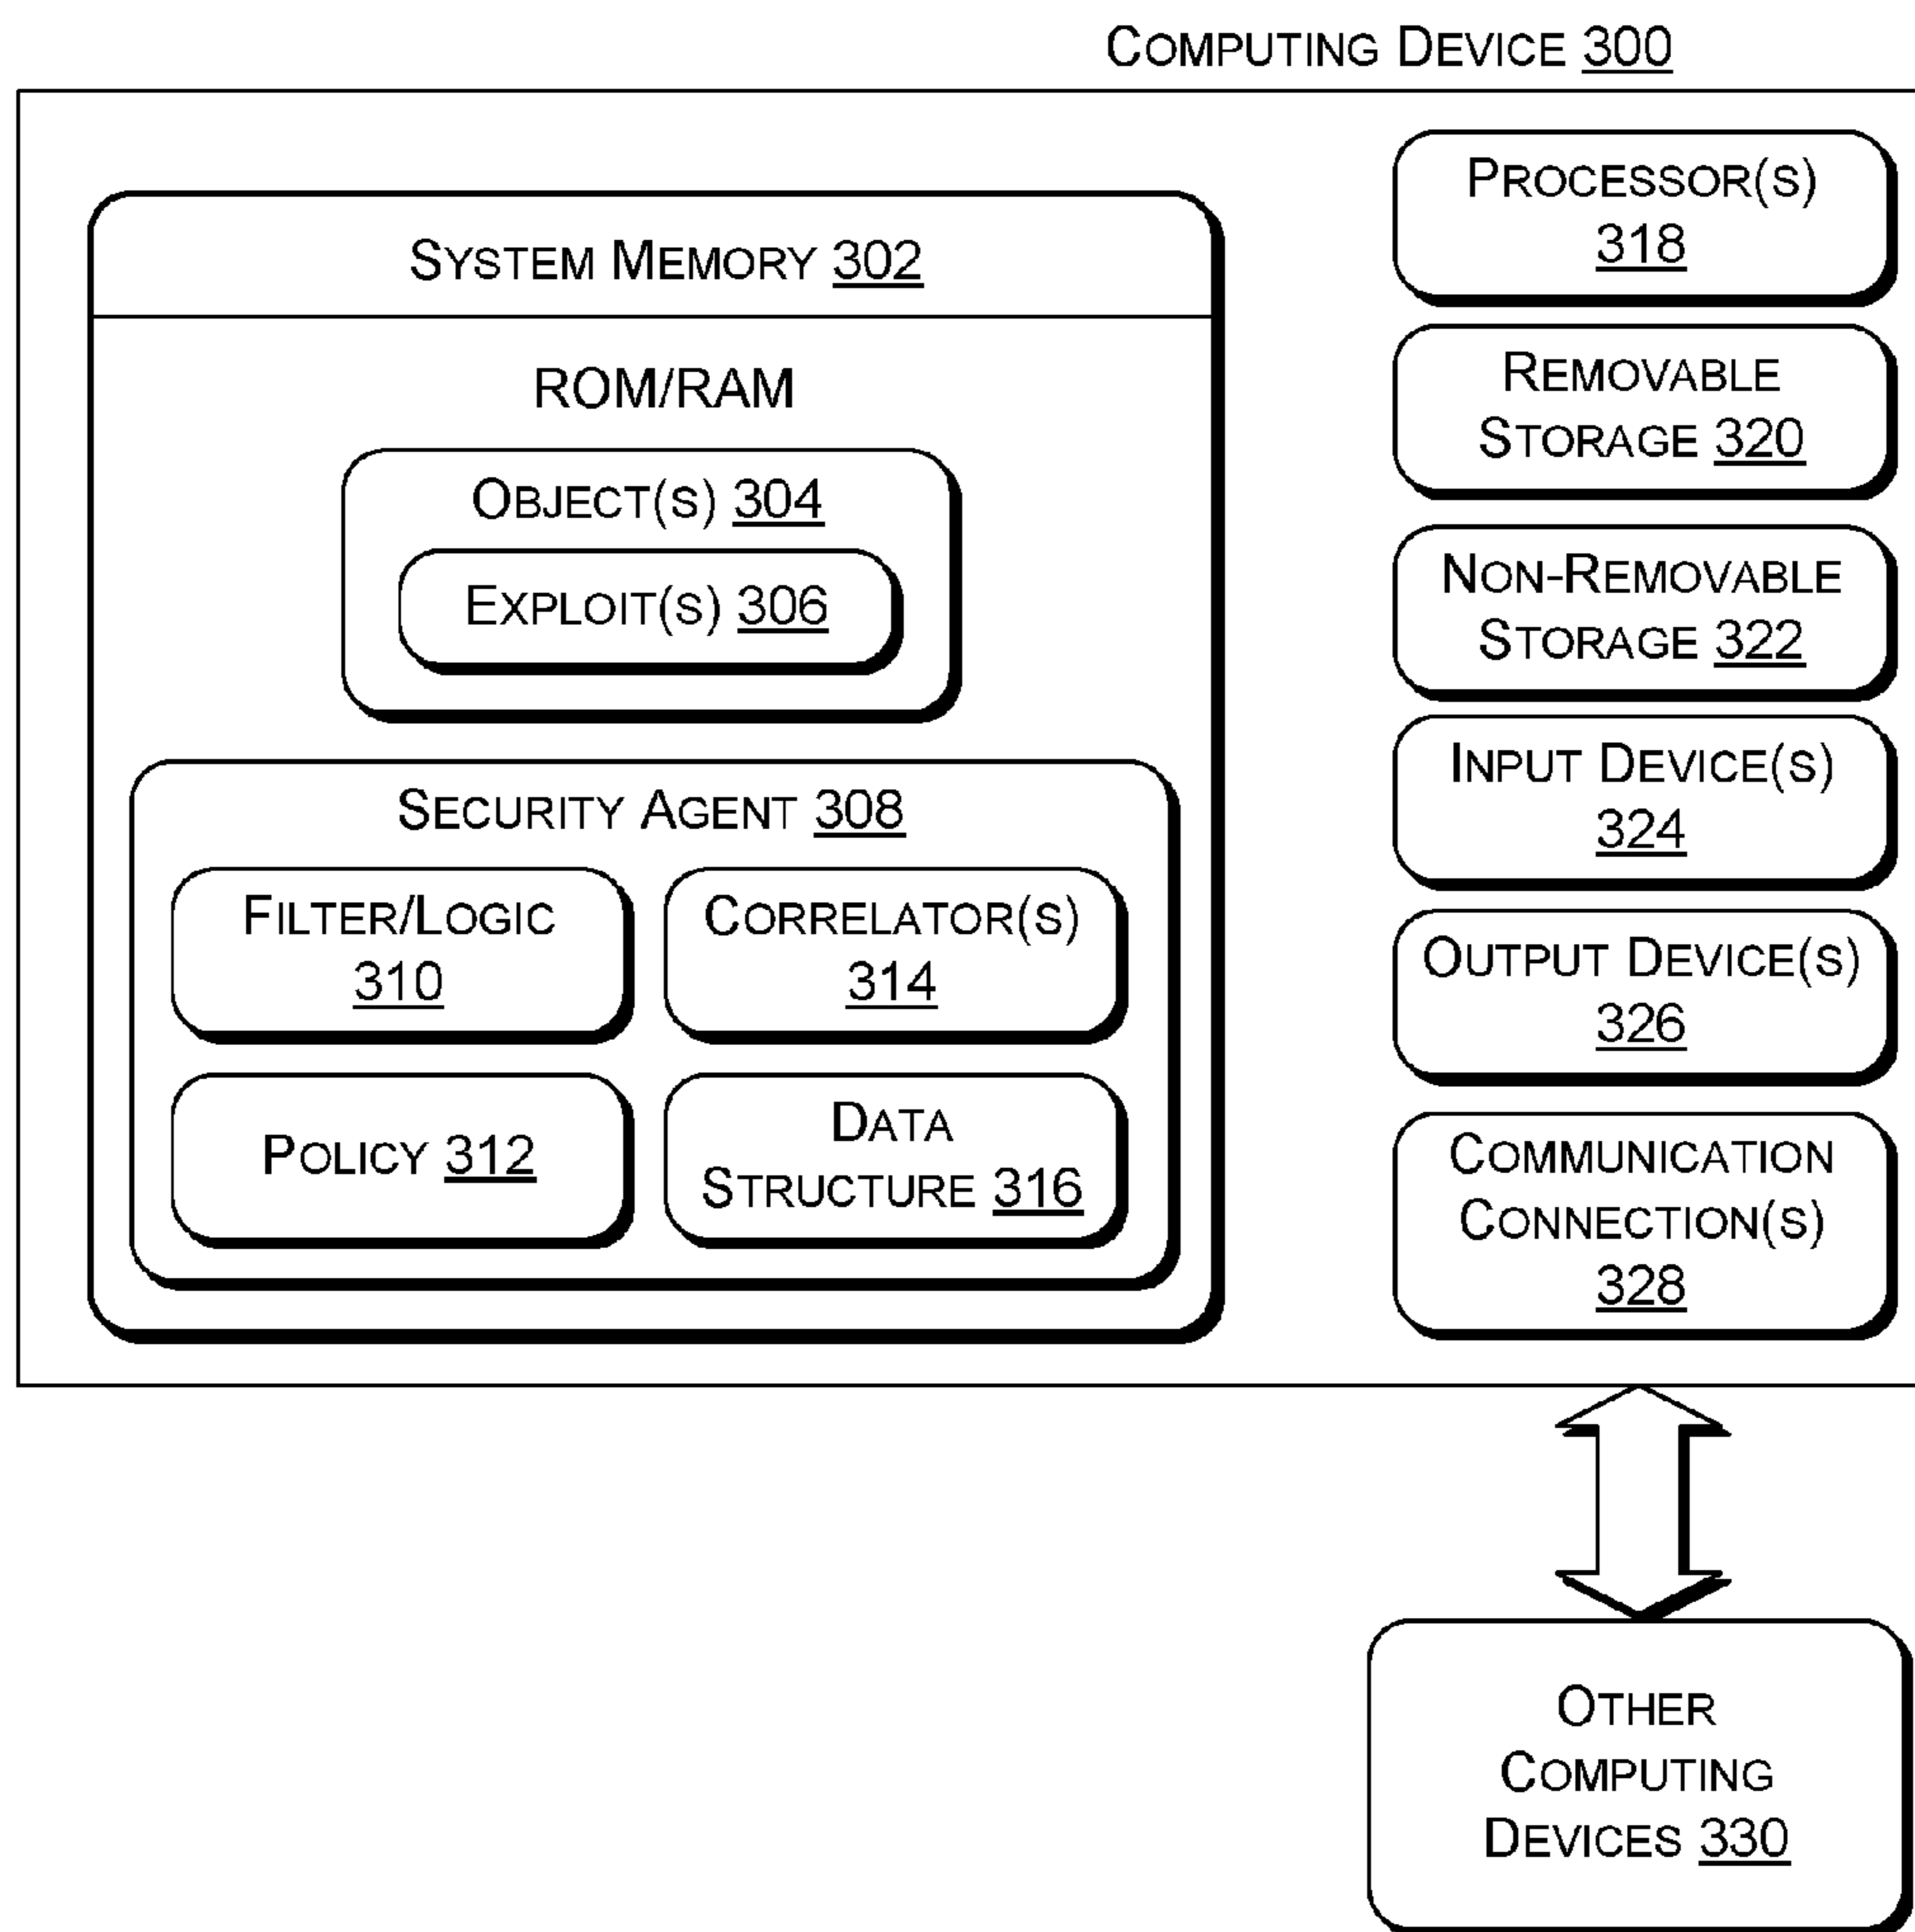 COMPUTING DEVICE 300
SYSTEM MEMORY 302
ROM/RAM
OBJECT(S) 304
EXPLOIT(S) 306
SECURITY AGENT 308
FILTER/LOGIC
310
CORRELATOR(S)
314
POLICY 312
DATA
STRUCTURE 316
PROCESSOR(S)
318
REMOVABLE
STORAGE 320
NON-REMOVABLE
STORAGE 322
INPUT DEVICE(S)
324
OUTPUT DEVICE(S)
326
COMMUNICATION
CONNECTION(S)
328
OTHER
COMPUTING
DEVICES 330